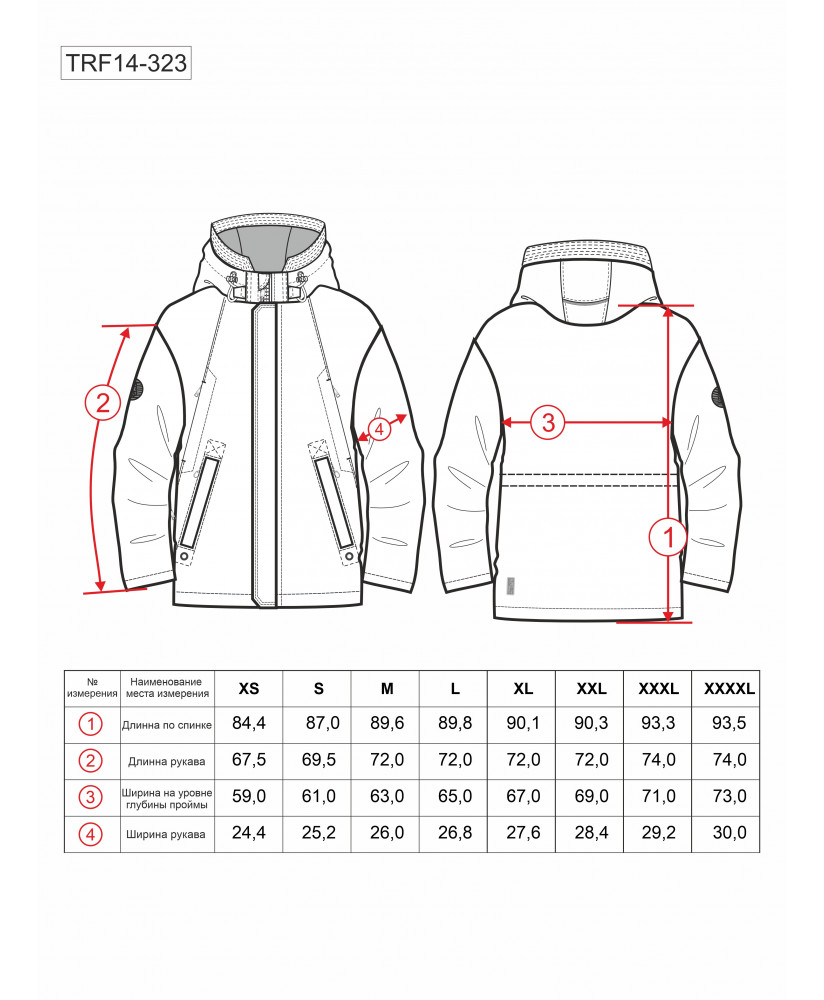 TRF14-323
2
4
3
1
№ измерения Наименование места измерения XS S M L XL XXL XXXL XXXXL
1 Длинна по спинке 84,4 87,0 89,6 89,8 90,1 90,3 93,3 93,5
2 Длинна рукава 67,5 69,5 72,0 72,0 72,0 72,0 74,0 74,0
3 Ширина на уровне глубины проймы 59,0 61,0 63,0 65,0 67,0 69,0 71,0 73,0
4 Ширина рукава 24,4 25,2 26,0 26,8 27,6 28,4 29,2 30,0